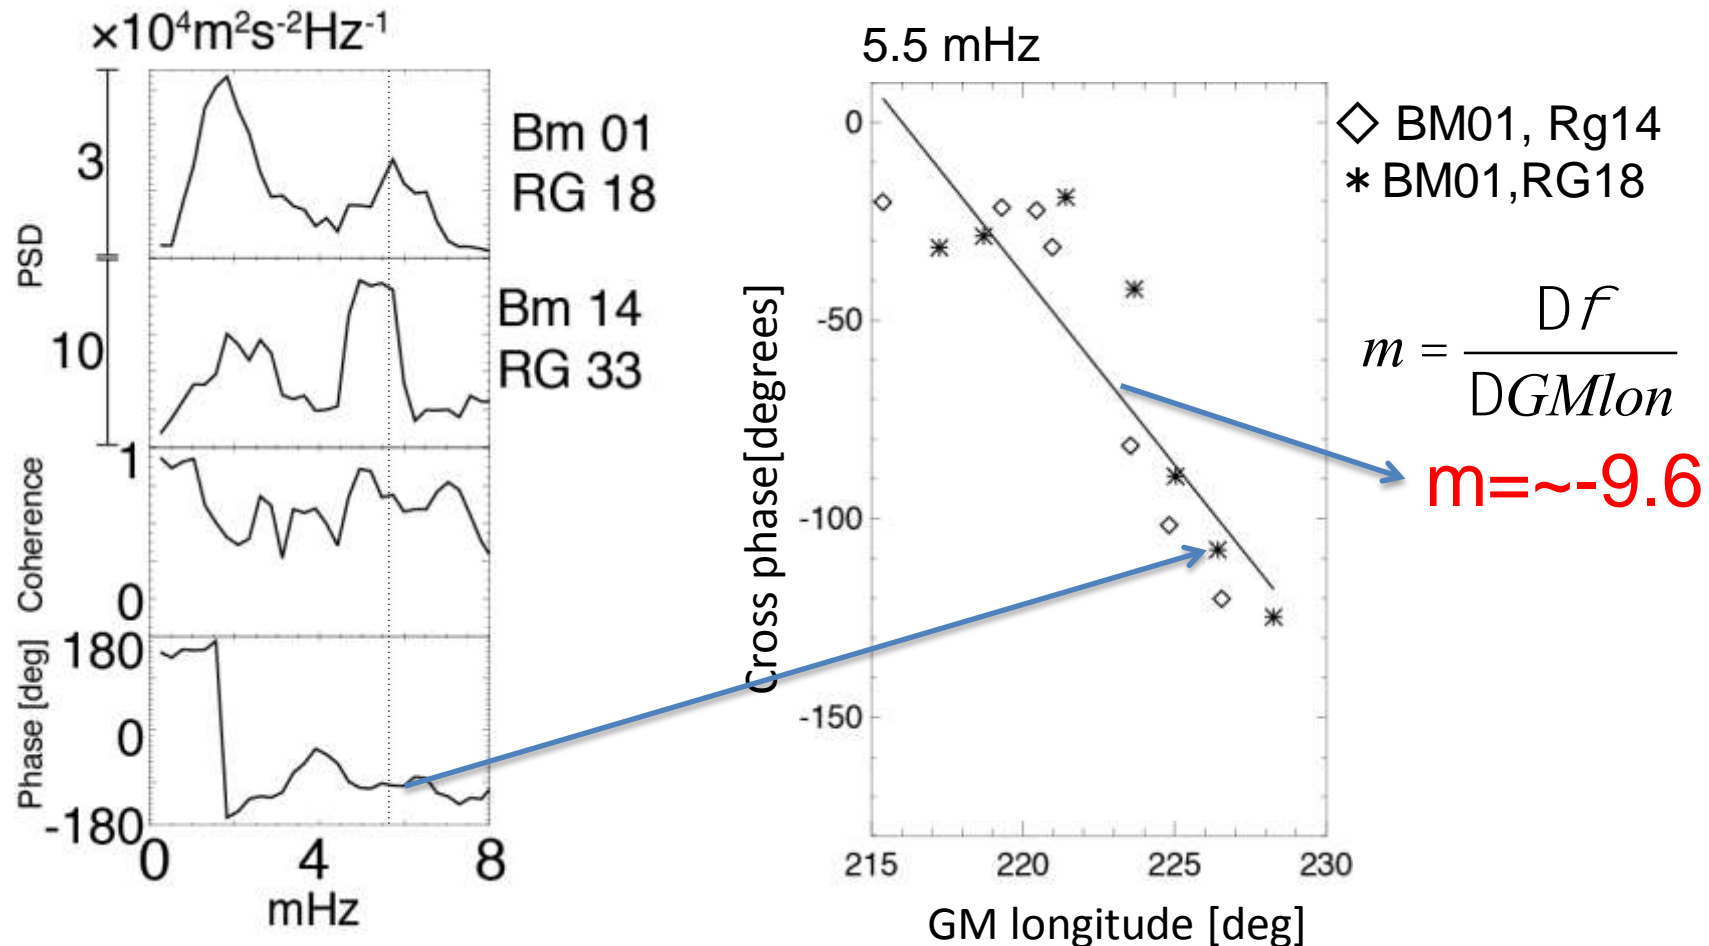 ×10⁴m²s⁻²Hz⁻¹
3
10
PSD
Bm 01
RG 18
Bm 14
RG 33
1
0
Coherence
180
0
-180
Phase [deg]
0 4 8
mHz
5.5 mHz
0
-50
-100
-150
Cross phase[degrees]
215 220 225 230
GM longitude [deg]
◇ BM01, Rg14
* BM01,RG18
m = Df / DGMlon
m=~-9.6